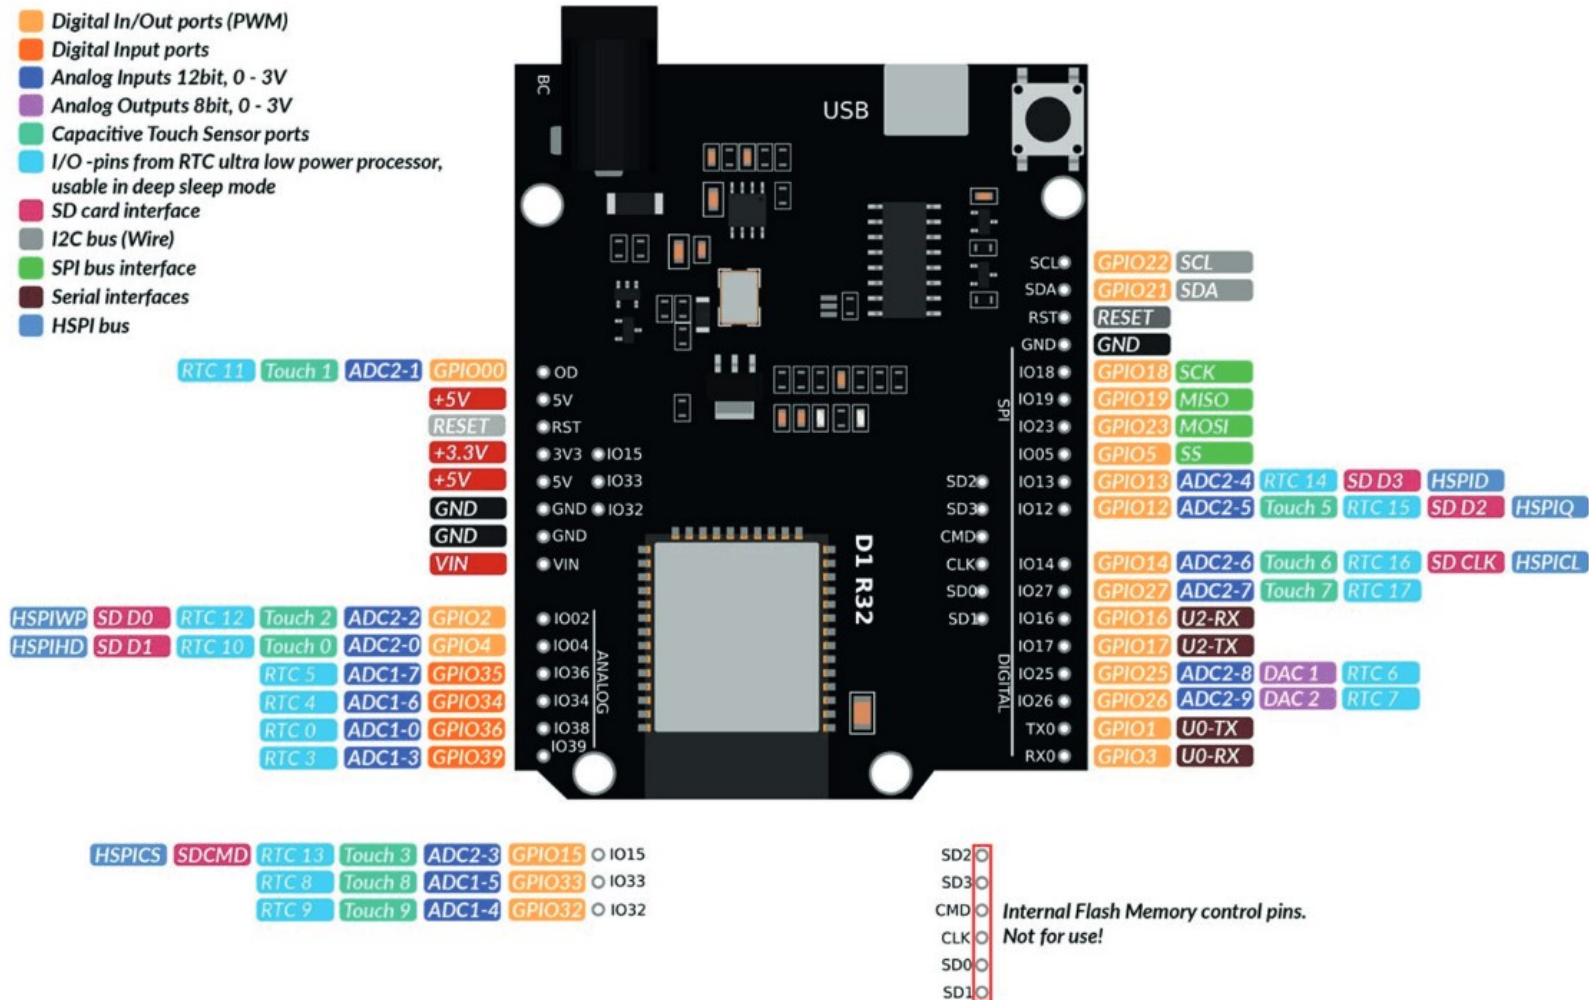 Digital In/Out ports (PWM)
Digital Input ports
Analog Inputs 12bit, 0 - 3V
Analog Outputs 8bit, 0 - 3V
Capacitive Touch Sensor ports
I/O -pins from RTC ultra low power processor,
usable in deep sleep mode
SD card interface
I2C bus (Wire)
SPI bus interface
Serial interfaces
HSPI bus
BC
USB
RTC 11 Touch 1 ADC2-1 GPIO00 OD
+5V 5V
RESET RST
+3.3V 3V3 IO15
+5V 5V IO33
GND GND IO32
GND GND
VIN VIN
HSPIWP SD D0 RTC 12 Touch 2 ADC2-2 GPIO2 IO02
HSPIHD SD D1 RTC 10 Touch 0 ADC2-0 GPIO4 IO04
RTC 5 ADC1-7 GPIO35 IO36
RTC 4 ADC1-6 GPIO34 IO34
RTC 0 ADC1-0 GPIO36 IO38
RTC 3 ADC1-3 GPIO39 IO39
ANALOG
D1 R32
SD2
SD3
CMD
CLK
SD0
SD1
SPI
DIGITAL
SCL GPIO22 SCL
SDA GPIO21 SDA
RST RESET
GND GND
IO18 GPIO18 SCK
IO19 GPIO19 MISO
IO23 GPIO23 MOSI
IO05 GPIO5 SS
IO13 GPIO13 ADC2-4 RTC 14 SD D3 HSPID
IO12 GPIO12 ADC2-5 Touch 5 RTC 15 SD D2 HSPIQ
IO14 GPIO14 ADC2-6 Touch 6 RTC 16 SD CLK HSPICL
IO27 GPIO27 ADC2-7 Touch 7 RTC 17
IO16 GPIO16 U2-RX
IO17 GPIO17 U2-TX
IO25 GPIO25 ADC2-8 DAC 1 RTC 6
IO26 GPIO26 ADC2-9 DAC 2 RTC 7
TX0 GPIO1 U0-TX
RX0 GPIO3 U0-RX
HSPICS SDCMD RTC 13 Touch 3 ADC2-3 GPIO15 IO15
RTC 8 Touch 8 ADC1-5 GPIO33 IO33
RTC 9 Touch 9 ADC1-4 GPIO32 IO32
SD2
SD3
CMD
CLK
SD0
SD1
Internal Flash Memory control pins.
Not for use!